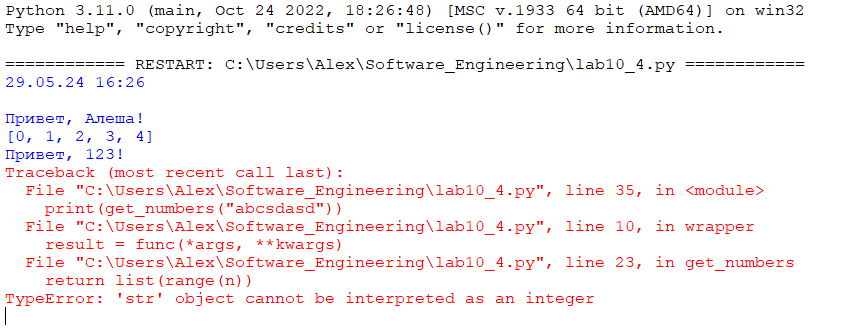 Python 3.11.0 (main, Oct 24 2022, 18:26:48) [MSC v.1933 64 bit (AMD64)] on win32
Type "help", "copyright", "credits" or "license()" for more information.
============ RESTART: C:\Users\Alex\Software_Engineering\lab10_4.py ============
29.05.24 16:26
Привет, Алеша!
[0, 1, 2, 3, 4]
Привет, 123!
Traceback (most recent call last):
File "C:\Users\Alex\Software_Engineering\lab10_4.py", line 35, in <module>
print(get_numbers("abcsdasd"))
File "C:\Users\Alex\Software_Engineering\lab10_4.py", line 10, in wrapper
result = func(*args, **kwargs)
File "C:\Users\Alex\Software_Engineering\lab10_4.py", line 23, in get_numbers
return list(range(n))
TypeError: 'str' object cannot be interpreted as an integer